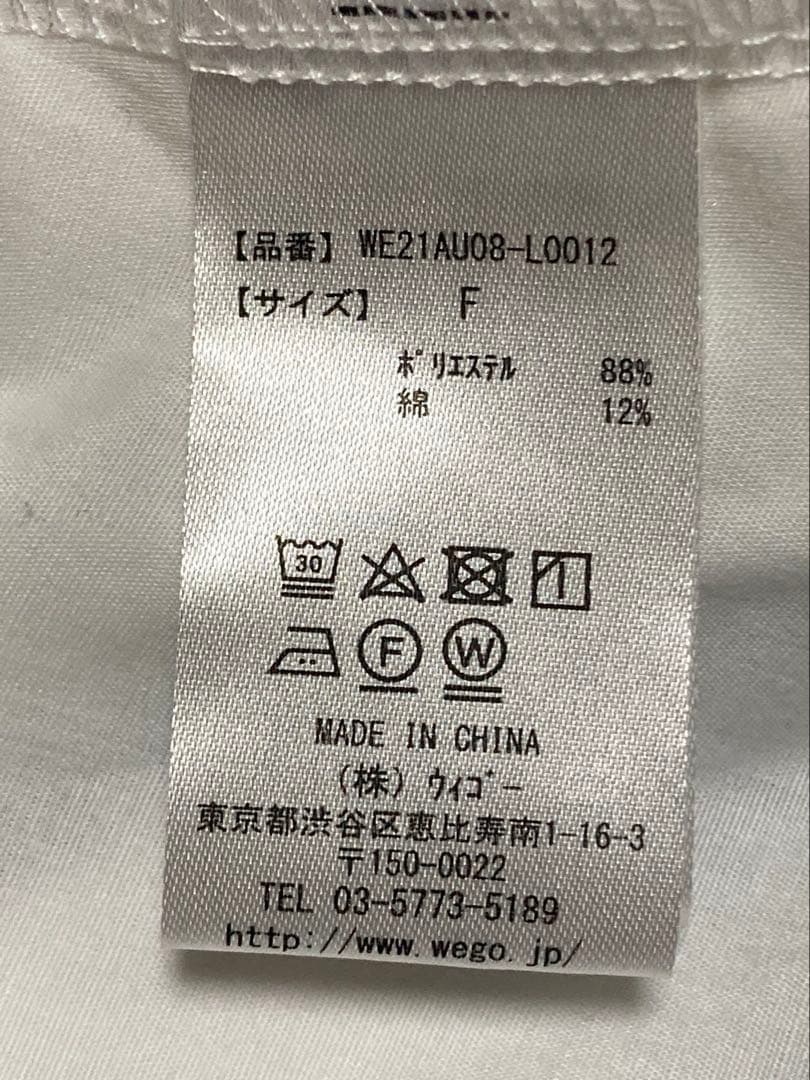 【品番】 WE21AU08-L0012
【サイズ】 F
ﾎﾟﾘｴｽﾃﾙ 88%
綿 12%
30
F W
MADE IN CHINA
(株) ｳｨｺﾞｰ
東京都渋谷区恵比寿南1-16-3
〒150-0022
TEL 03-5773-5189
http://www.wego.jp/